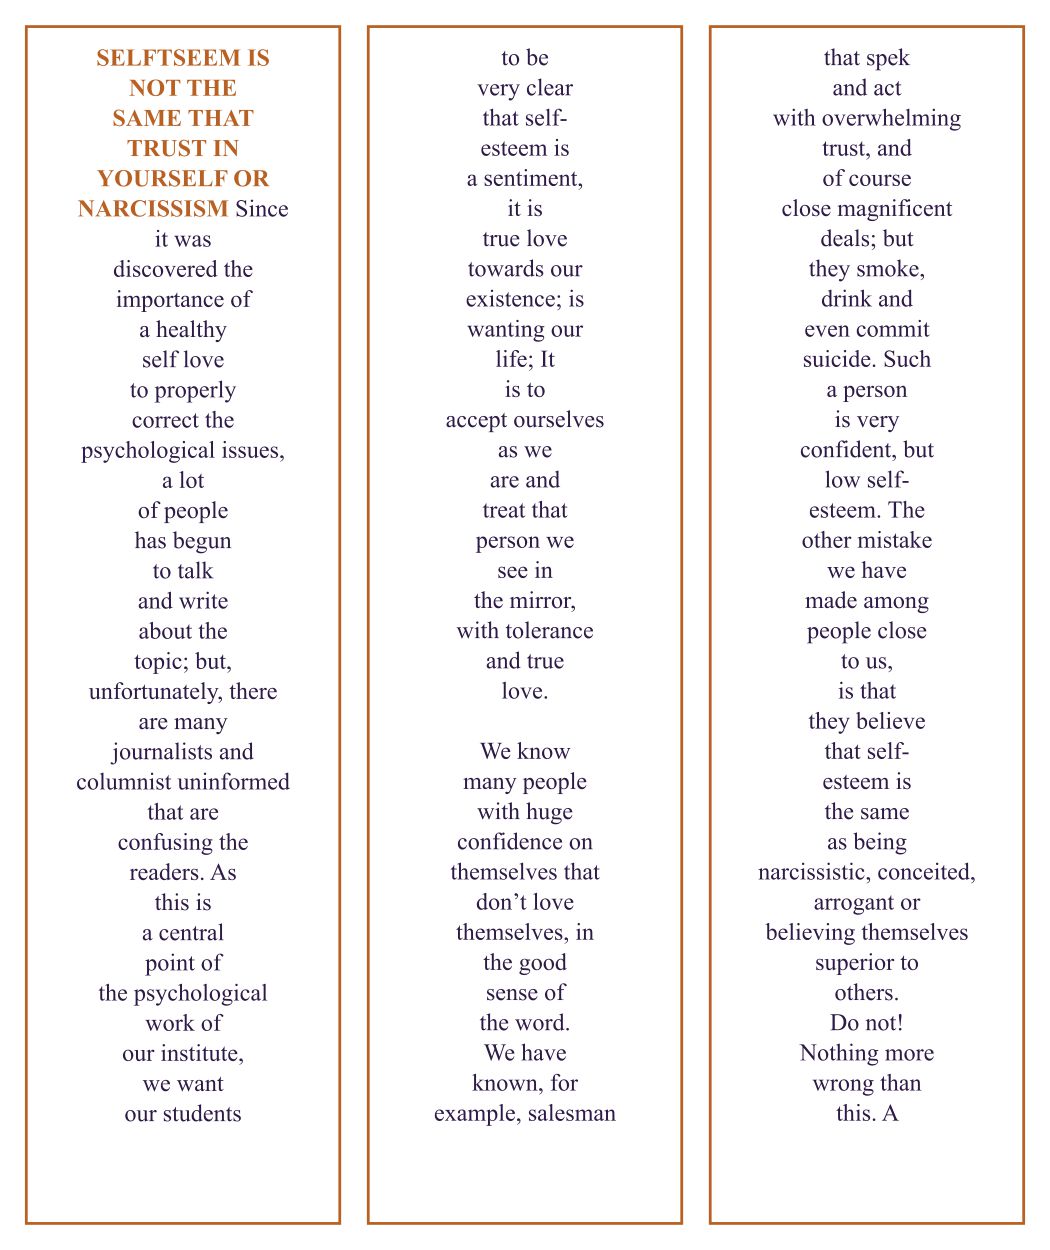 SELFTSEEM IS
NOT THE
SAME THAT
TRUST IN
YOURSELF OR
NARCISSISM Since
it was
discovered the
importance of
a healthy
self love
to properly
correct the
psychological issues,
a lot
of people
has begun
to talk
and write
about the
topic; but,
unfortunately, there
are many
journalists and
columnist uninformed
that are
confusing the
readers. As
this is
a central
point of
the psychological
work of
our institute,
we want
our students
to be
very clear
that self-
esteem is
a sentiment,
it is
true love
towards our
existence; is
wanting our
life; It
is to
accept ourselves
as we
are and
treat that
person we
see in
the mirror,
with tolerance
and true
love.
We know
many people
with huge
confidence on
themselves that
don't love
themselves, in
the good
sense of
the word.
We have
known, for
example, salesman
that spek
and act
with overwhelming
trust, and
of course
close magnificent
deals; but
they smoke,
drink and
even commit
suicide. Such
a person
is very
confident, but
low self-
esteem. The
other mistake
we have
made among
people close
to us,
is that
they believe
that self-
esteem is
the same
as being
narcissistic, conceited,
arrogant or
believing themselves
superior to
others.
Do not!
Nothing more
wrong than
this. A